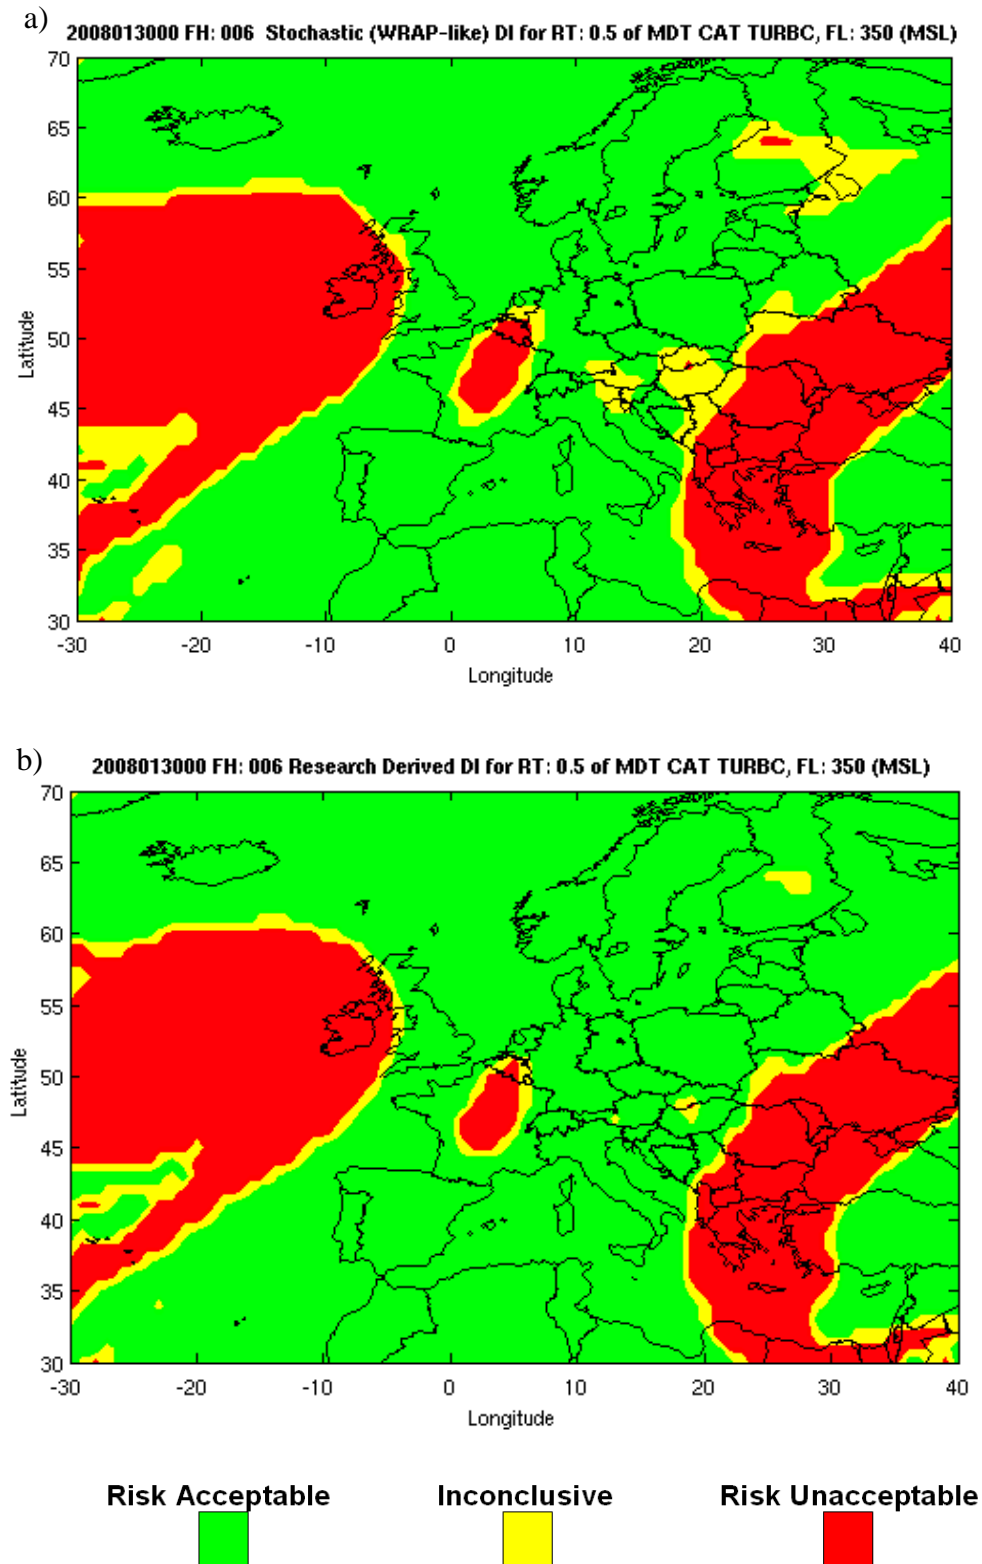 a)
2008013000 FH: 006  Stochastic (WRAP-like) DI for RT: 0.5 of MDT CAT TURBC, FL: 350 (MSL)
70
65
60
55
50
45
40
35
30
Latitude
-30 -20 -10 0 10 20 30 40
Longitude
b)
2008013000 FH: 006 Research Derived DI for RT: 0.5 of MDT CAT TURBC, FL: 350 (MSL)
70
65
60
55
50
45
40
35
30
Latitude
-30 -20 -10 0 10 20 30 40
Longitude
Risk Acceptable Inconclusive Risk Unacceptable